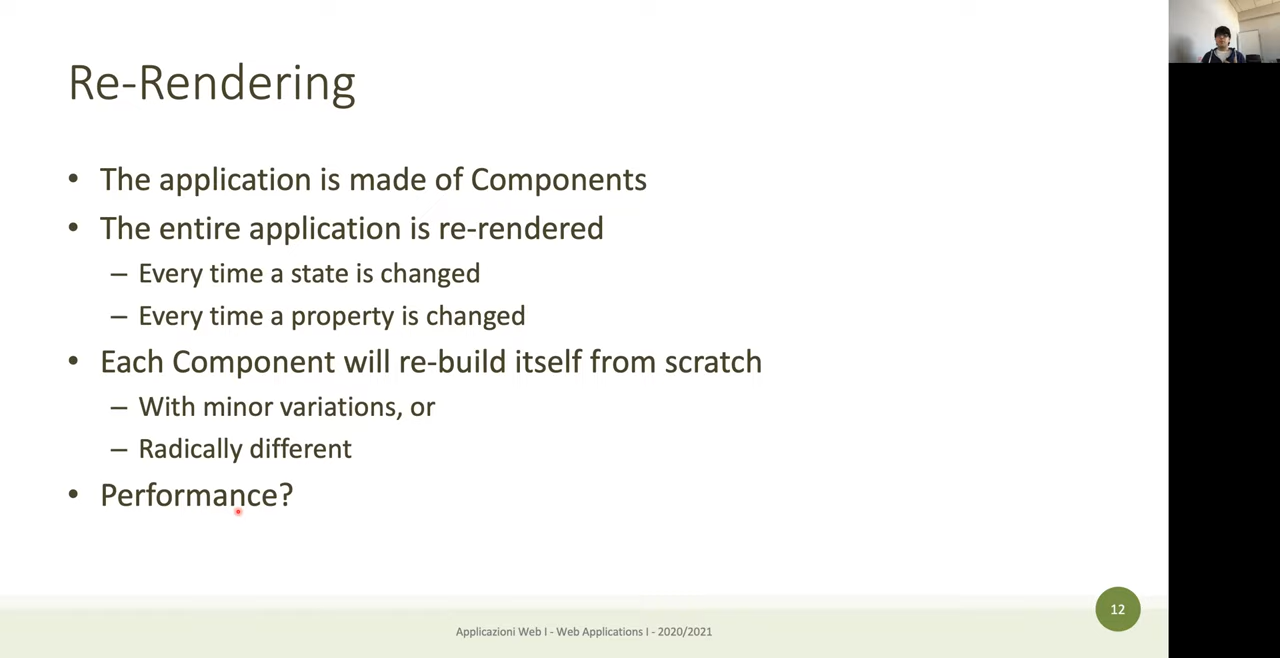 Re-Rendering
• The application is made of Components
• The entire application is re-rendered
– Every time a state is changed
– Every time a property is changed
• Each Component will re-build itself from scratch
– With minor variations, or
– Radically different
• Performance?
12
Applicazioni Web I - Web Applications I - 2020/2021